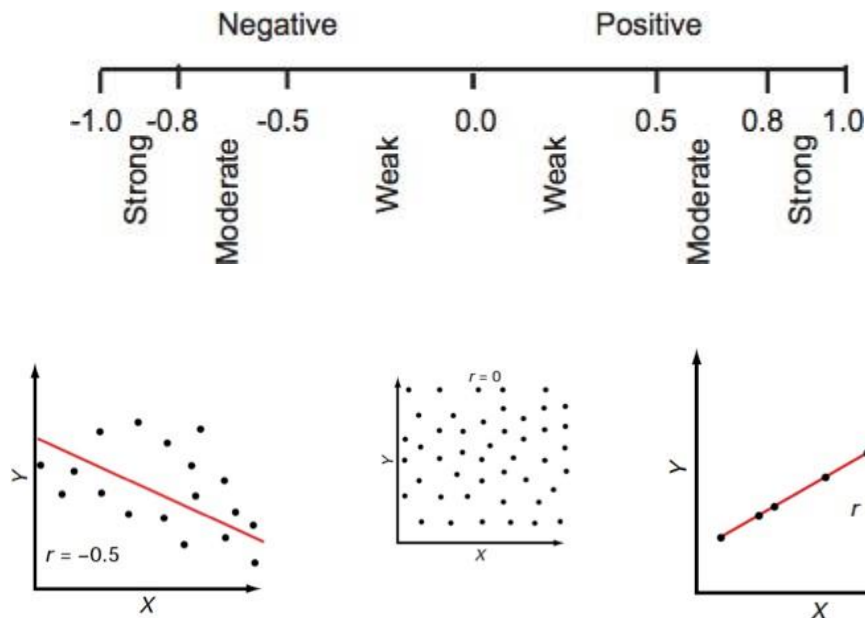 Negative Positive
-1.0 -0.8 -0.5 0.0 0.5 0.8 1.0
Strong Moderate Weak Weak Moderate Strong
Y
r = −0.5
X
r = 0
Y
X
Y
r
X